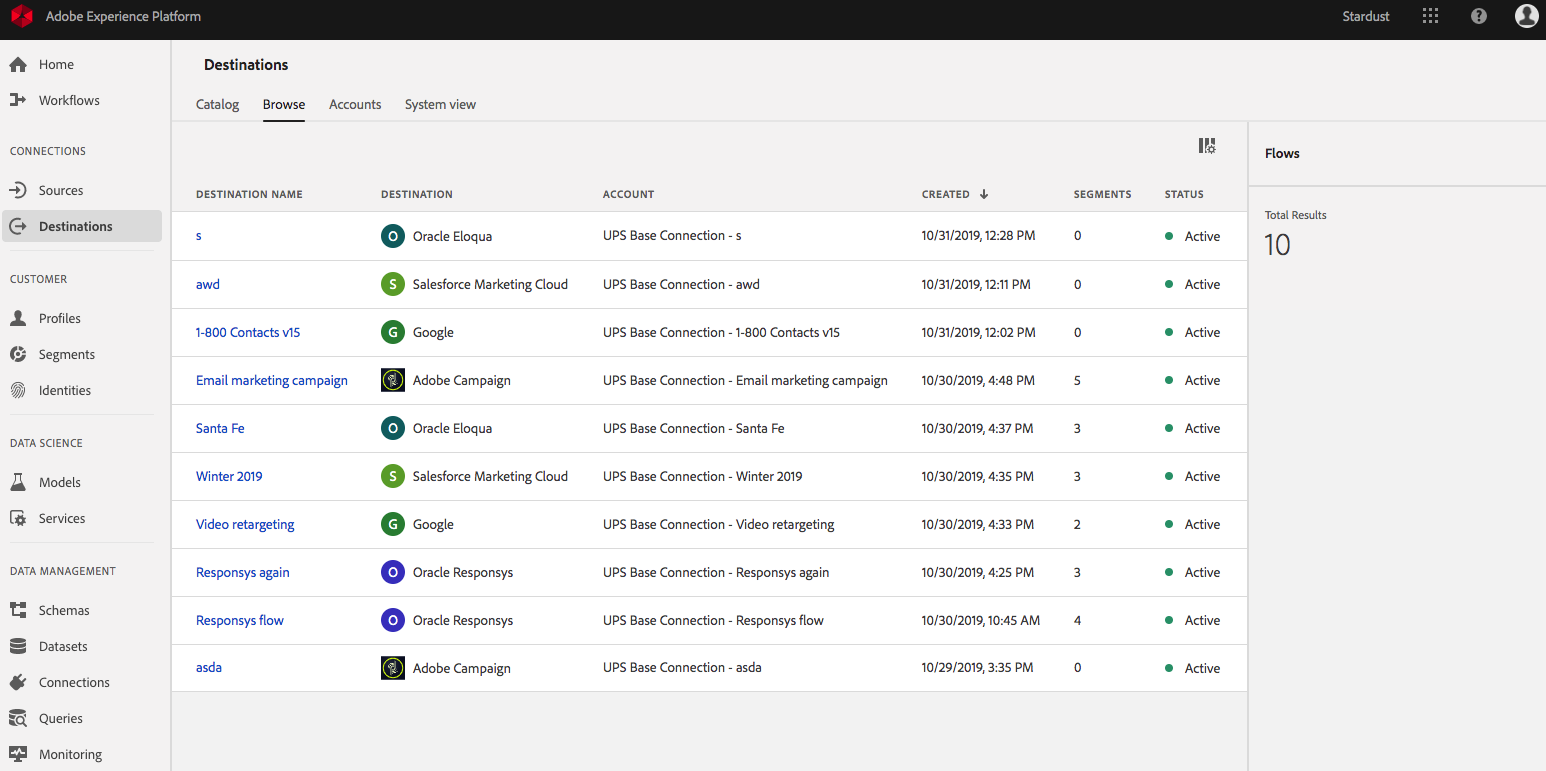 Adobe Experience Platform
Stardust
Home
Workflows
CONNECTIONS
Sources
Destinations
CUSTOMER
Profiles
Segments
Identities
DATA SCIENCE
Models
Services
DATA MANAGEMENT
Schemas
Datasets
Connections
Queries
Monitoring
Destinations
Catalog Browse Accounts System view
DESTINATION NAME DESTINATION ACCOUNT CREATED SEGMENTS STATUS
s O Oracle Eloqua UPS Base Connection - s 10/31/2019, 12:28 PM 0 Active
awd S Salesforce Marketing Cloud UPS Base Connection - awd 10/31/2019, 12:11 PM 0 Active
1-800 Contacts v15 G Google UPS Base Connection - 1-800 Contacts v15 10/31/2019, 12:02 PM 0 Active
Email marketing campaign Adobe Campaign UPS Base Connection - Email marketing campaign 10/30/2019, 4:48 PM 5 Active
Santa Fe O Oracle Eloqua UPS Base Connection - Santa Fe 10/30/2019, 4:37 PM 3 Active
Winter 2019 S Salesforce Marketing Cloud UPS Base Connection - Winter 2019 10/30/2019, 4:35 PM 3 Active
Video retargeting G Google UPS Base Connection - Video retargeting 10/30/2019, 4:33 PM 2 Active
Responsys again O Oracle Responsys UPS Base Connection - Responsys again 10/30/2019, 4:25 PM 3 Active
Responsys flow O Oracle Responsys UPS Base Connection - Responsys flow 10/30/2019, 10:45 AM 4 Active
asda Adobe Campaign UPS Base Connection - asda 10/29/2019, 3:35 PM 0 Active
Flows
Total Results
10